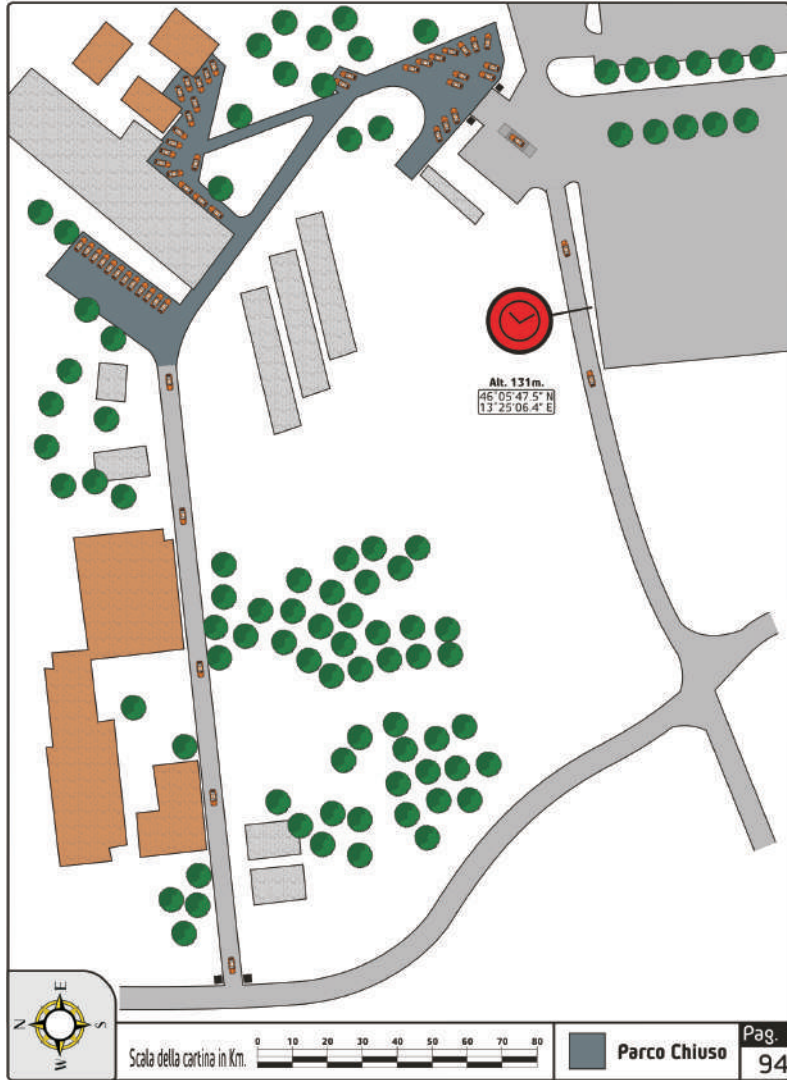 Alt. 131m.
46°05'47.5" N
13°25'06.4" E
E
N
S
W
Scala della cartina in Km.
0 10 20 30 40 50 60 70 80
Parco Chiuso
Pag.
94